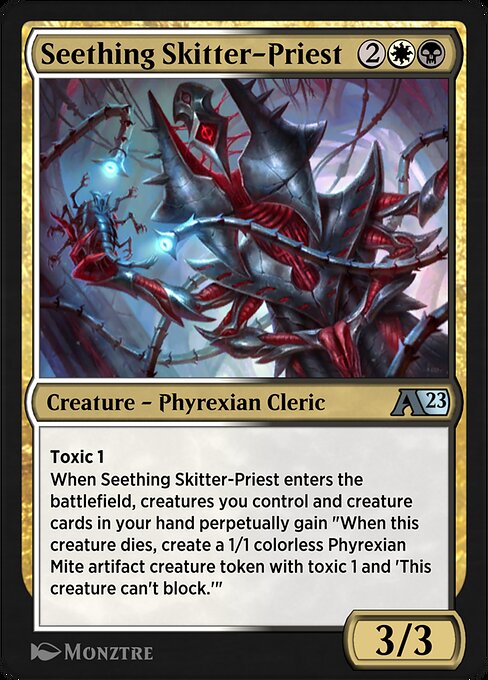 Seething Skitter-Priest 2
Creature – Phyrexian Cleric A23
Toxic 1
When Seething Skitter-Priest enters the
battlefield, creatures you control and creature
cards in your hand perpetually gain "When this
creature dies, create a 1/1 colorless Phyrexian
Mite artifact creature token with toxic 1 and 'This
creature can't block.'"
3/3
Monztre